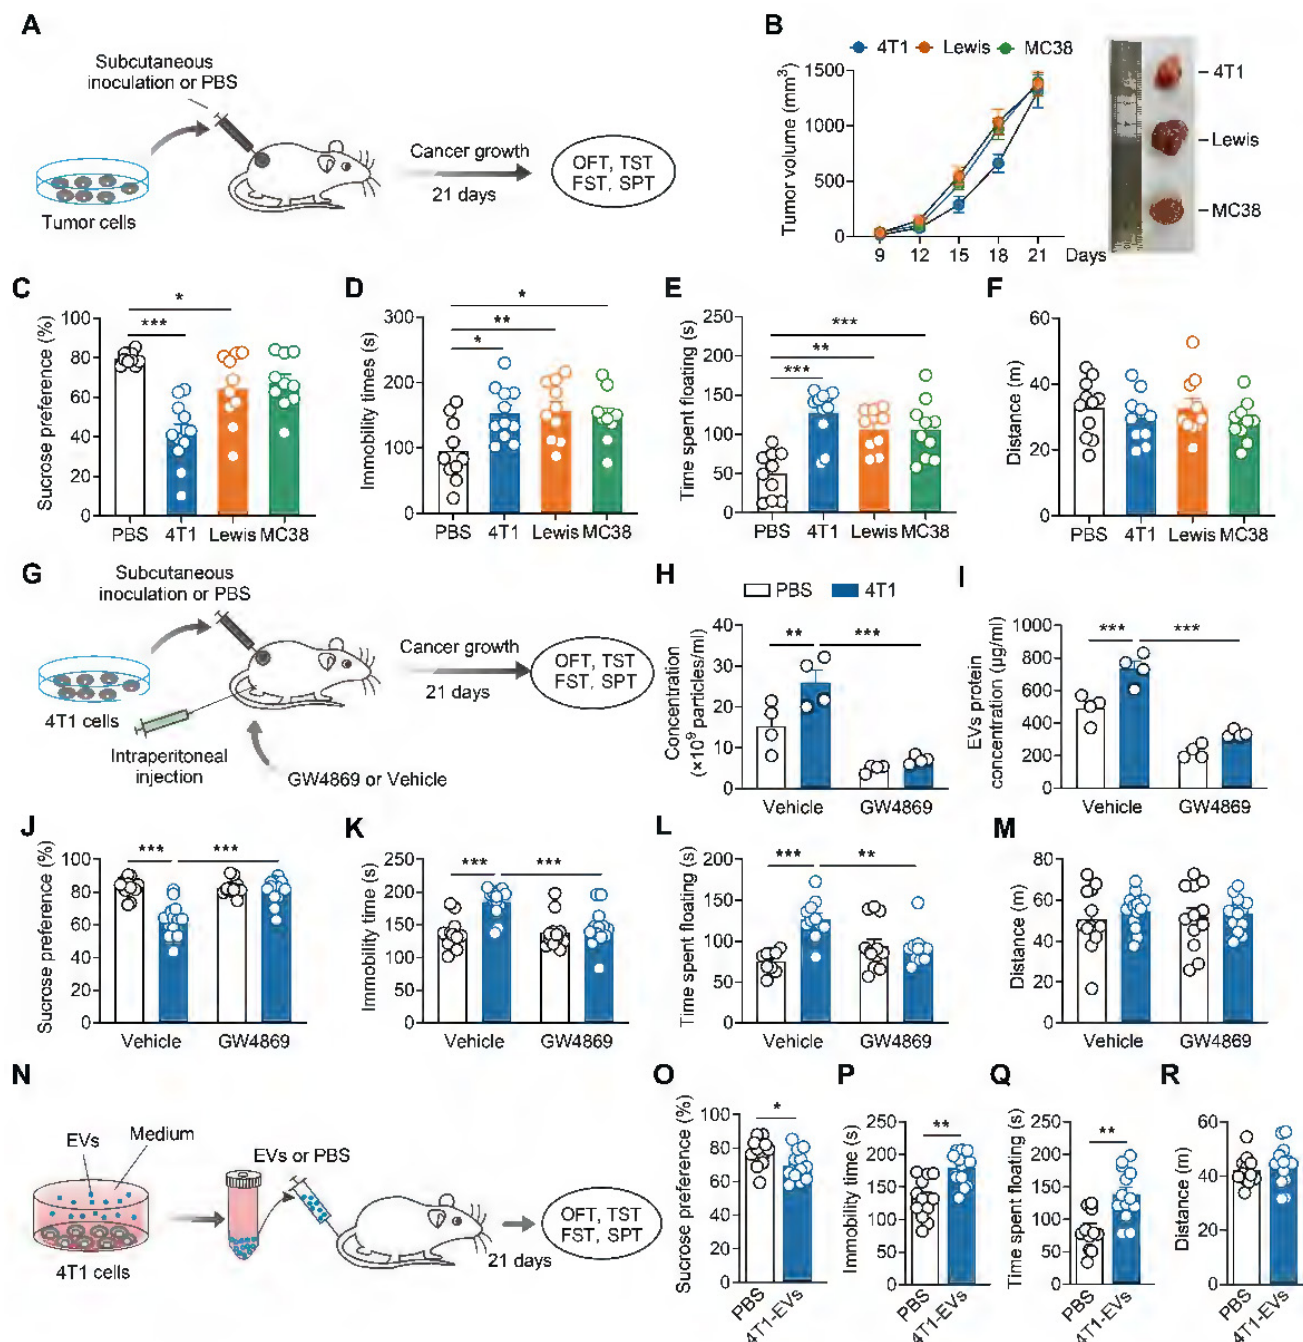 A
Subcutaneous
inoculation or PBS
Tumor cells
Cancer growth
21 days
OFT, TST
FST, SPT
B
4T1 Lewis MC38
Tumor volume (mm³)
1500
1000
500
0
9 12 15 18 21 Days
4T1
Lewis
MC38
C
Sucrose preference (%)
100
80
60
40
20
0
*
***
PBS 4T1 Lewis MC38
D
Immobility times (s)
300
200
100
0
*
**
*
PBS 4T1 Lewis MC38
E
Time spent floating (s)
250
200
150
100
50
0
***
**
***
PBS 4T1 Lewis MC38
F
Distance (m)
60
40
20
0
PBS 4T1 Lewis MC38
G
Subcutaneous
inoculation or PBS
4T1 cells
Intraperitoneal
injection
GW4869 or Vehicle
Cancer growth
21 days
OFT, TST
FST, SPT
H
PBS 4T1
Concentration
(×10⁹ particles/ml)
40
30
20
10
0
** ***
Vehicle GW4869
I
EVs protein
concentration (µg/ml)
1000
800
600
400
200
0
*** ***
Vehicle GW4869
J
Sucrose preference (%)
100
80
60
40
20
0
*** ***
Vehicle GW4869
K
Immobility time (s)
250
200
150
100
50
0
*** ***
Vehicle GW4869
L
Time spent floating (s)
200
150
100
50
0
*** **
Vehicle GW4869
M
Distance (m)
80
60
40
20
0
Vehicle GW4869
N
EVs
Medium
4T1 cells
EVs or PBS
21 days
OFT, TST
FST, SPT
O
Sucrose preference (%)
100
80
60
40
20
0
*
PBS
4T1-EVs
P
Immobility time (s)
250
200
150
100
50
0
**
PBS
4T1-EVs
Q
Time spent floating (s)
250
200
150
100
50
0
**
PBS
4T1-EVs
R
Distance (m)
60
40
20
0
PBS
4T1-EVs